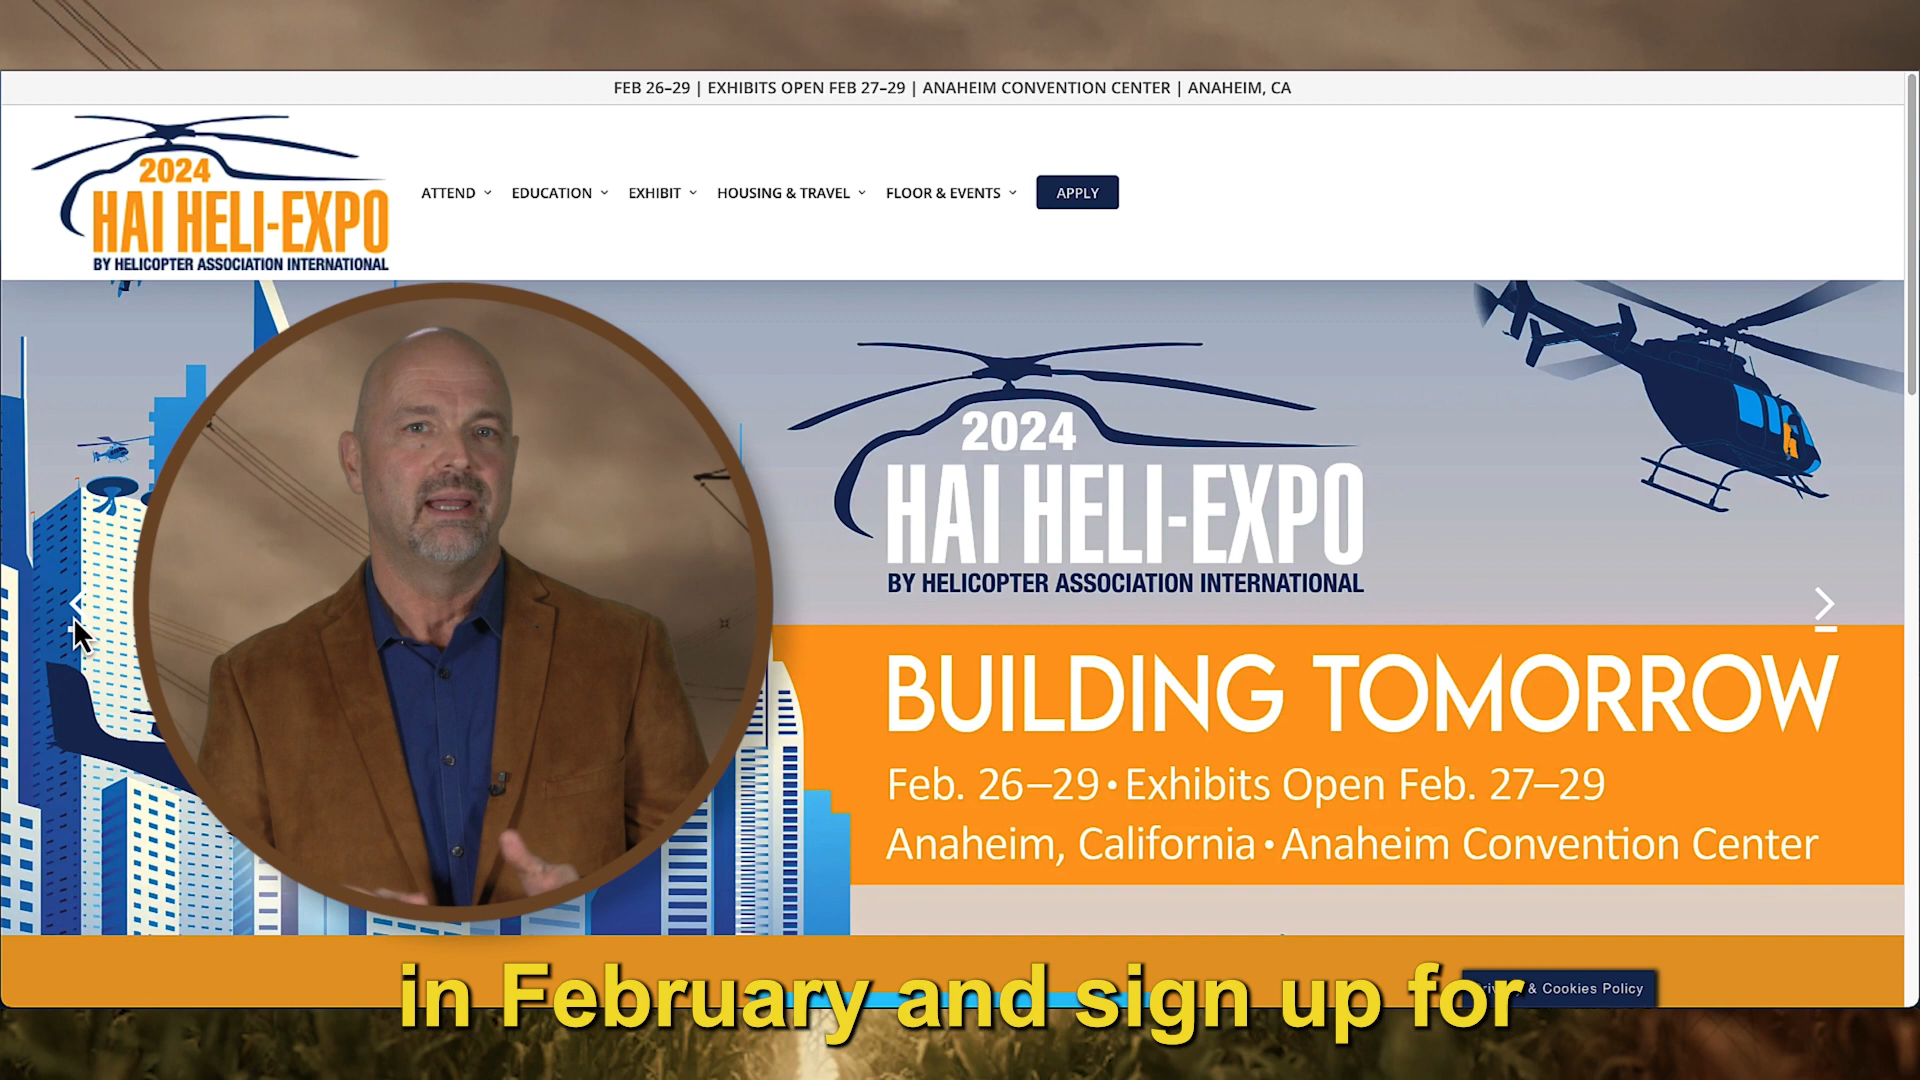 FEB 26–29 | EXHIBITS OPEN FEB 27–29 | ANAHEIM CONVENTION CENTER | ANAHEIM, CA
2024
HAI HELI-EXPO
BY HELICOPTER ASSOCIATION INTERNATIONAL
ATTEND EDUCATION EXHIBIT HOUSING & TRAVEL FLOOR & EVENTS APPLY
2024
HAI HELI-EXPO
BY HELICOPTER ASSOCIATION INTERNATIONAL
BUILDING TOMORROW
Feb. 26–29 • Exhibits Open Feb. 27–29
Anaheim, California • Anaheim Convention Center
& Cookies Policy
in February and sign up for